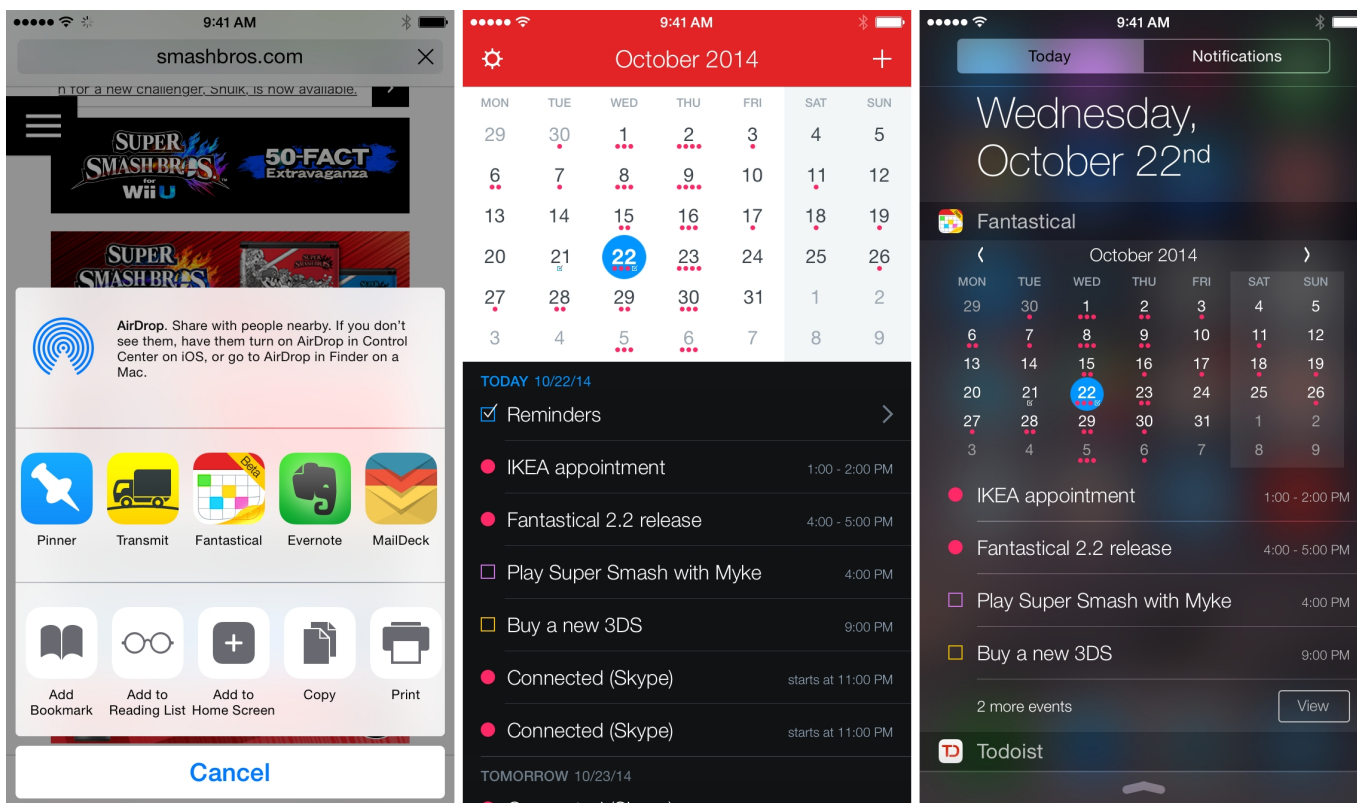 9:41 AM
smashbros.com
n for a new challenger, Shulk, is now available.
SUPER
SMASH BROS.
for
Wii U
50-FACT
Extravaganza
SUPER
SMASH BROS.
AirDrop. Share with people nearby. If you don't
see them, have them turn on AirDrop in Control
Center on iOS, or go to AirDrop in Finder on a
Mac.
Beta
Pinner Transmit Fantastical Evernote MailDeck
Add
Bookmark
Add to
Reading List
Add to
Home Screen
Copy
Print
Cancel
9:41 AM
October 2014
MON TUE WED THU FRI SAT SUN
29 30 1 2 3 4 5
6 7 8 9 10 11 12
13 14 15 16 17 18 19
20 21 22 23 24 25 26
27 28 29 30 31 1 2
3 4 5 6 7 8 9
TODAY 10/22/14
Reminders
IKEA appointment 1:00 - 2:00 PM
Fantastical 2.2 release 4:00 - 5:00 PM
Play Super Smash with Myke 4:00 PM
Buy a new 3DS 9:00 PM
Connected (Skype) starts at 11:00 PM
Connected (Skype) starts at 11:00 PM
TOMORROW 10/23/14
9:41 AM
Today Notifications
Wednesday,
October 22nd
Fantastical
October 2014
MON TUE WED THU FRI SAT SUN
29 30 1 2 3 4 5
6 7 8 9 10 11 12
13 14 15 16 17 18 19
20 21 22 23 24 25 26
27 28 29 30 31 1 2
3 4 5 6 7 8 9
IKEA appointment 1:00 - 2:00 PM
Fantastical 2.2 release 4:00 - 5:00 PM
Play Super Smash with Myke 4:00 PM
Buy a new 3DS 9:00 PM
2 more events View
Todoist